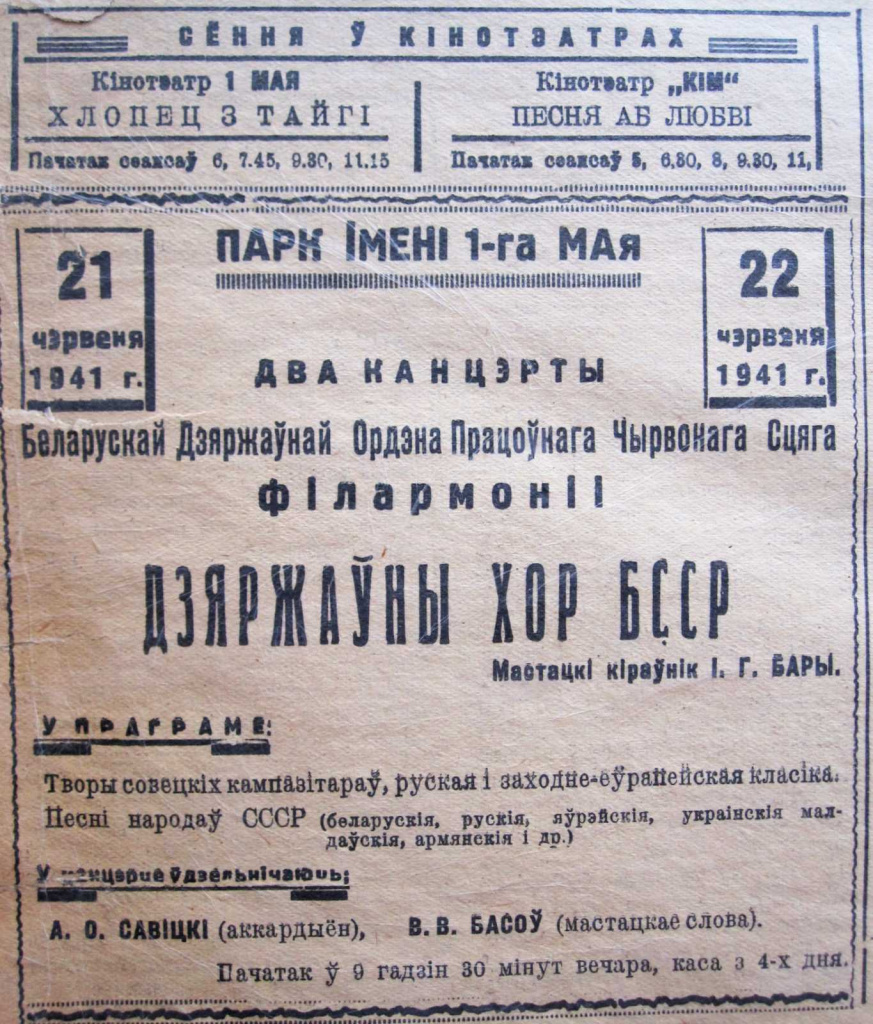 СЁННЯ Ў КІНОТЭАТРАХ
Кінотэатр 1 МАЯ
ХЛОПЕЦ З ТАЙГІ
Пачатак сеансаў 6, 7.45, 9.30, 11.15
Кінотэатр „КІМ“
ПЕСНЯ АБ ЛЮБВІ
Пачатак сеансаў 5, 6,30, 8, 9.30, 11,
ПАРК ІМЕНІ 1-га МАЯ
21
чэрвеня
1941 г.
22
чэрвеня
1941 г.
ДВА КАНЦЭРТЫ
Беларускай Дзяржаўнай Ордэна Працоўнага Чырвонага Сцяга
філармоніі
ДЗЯРЖАЎНЫ ХОР БССР
Мастацкі кіраўнік І. Г. БАРЫ.
У ПРАГРАМЕ:
Творы совецкіх кампазітараў, руская і заходне-еўрапейская класіка.
Песні народаў СССР (беларускія, рускія, яўрэйскія, украінскія мал-
даўскія, армянскія і др.)
У канцэрце ўдзельнічаюць:
А. О. САВІЦКІ (аккардыён), В. В. БАСОЎ (мастацкае слова).
Пачатак ў 9 гадзін 30 мінут вечара, каса з 4-х дня.